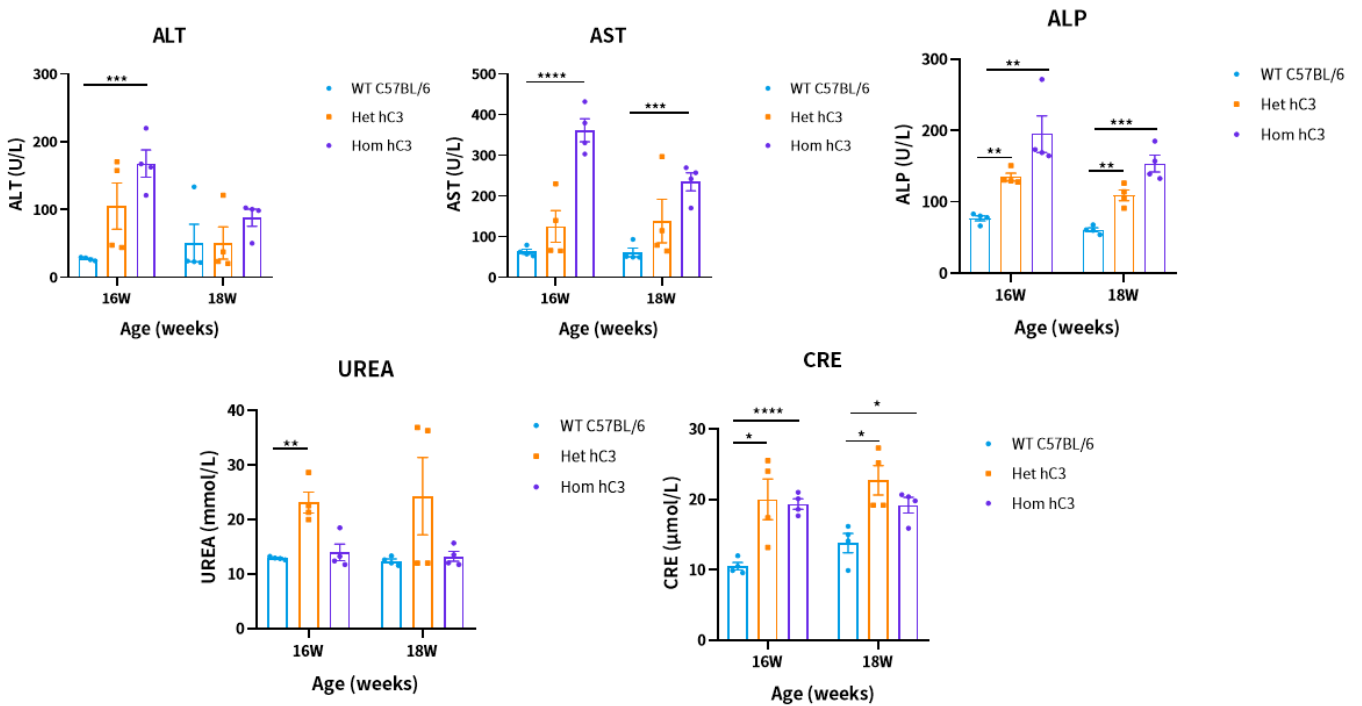 ALT
300
200
100
0
ALT (U/L)
***
16W
18W
Age (weeks)
WT C57BL/6
Het hC3
Hom hC3
AST
500
400
300
200
100
0
AST (U/L)
****
***
16W
18W
Age (weeks)
WT C57BL/6
Het hC3
Hom hC3
ALP
300
200
100
0
ALP (U/L)
**
**
***
**
16W
18W
Age (weeks)
WT C57BL/6
Het hC3
Hom hC3
UREA
40
30
20
10
0
UREA (mmol/L)
**
16W
18W
Age (weeks)
WT C57BL/6
Het hC3
Hom hC3
CRE
30
20
10
0
CRE (μmol/L)
****
*
*
*
16W
18W
Age (weeks)
WT C57BL/6
Het hC3
Hom hC3